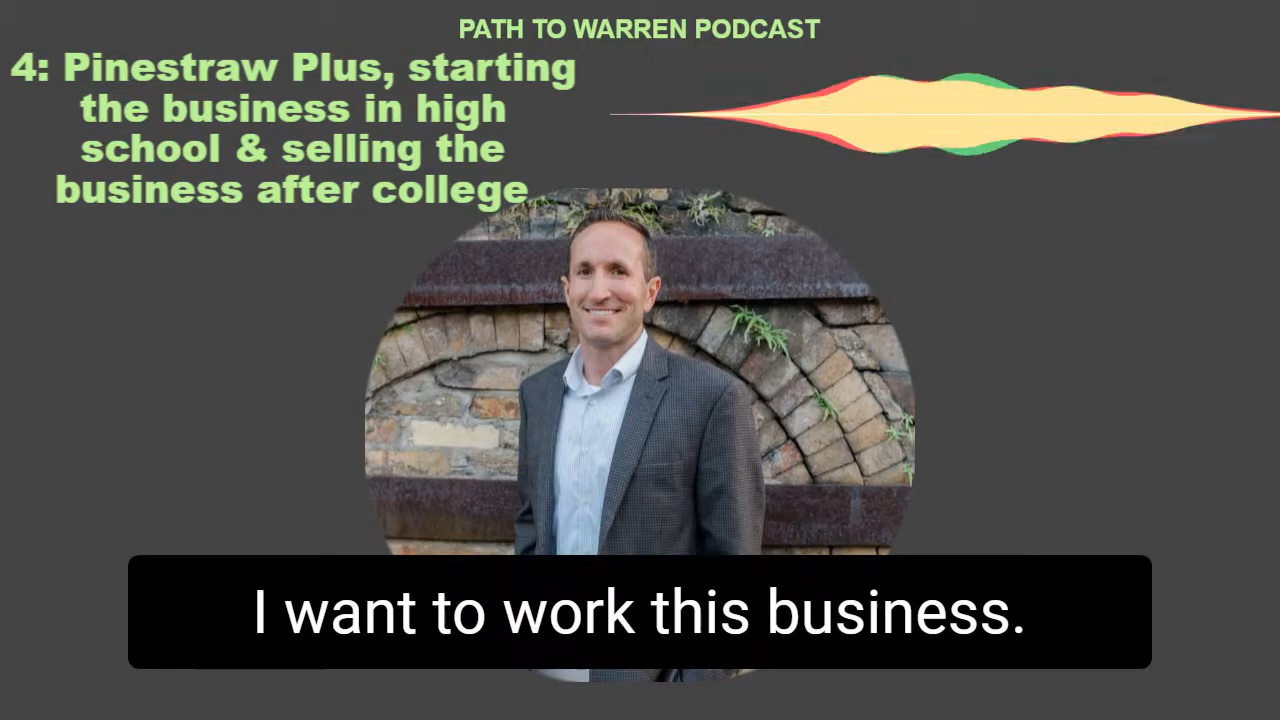 PATH TO WARREN PODCAST
4: Pinestraw Plus, starting
the business in high
school & selling the
business after college
I want to work this business.